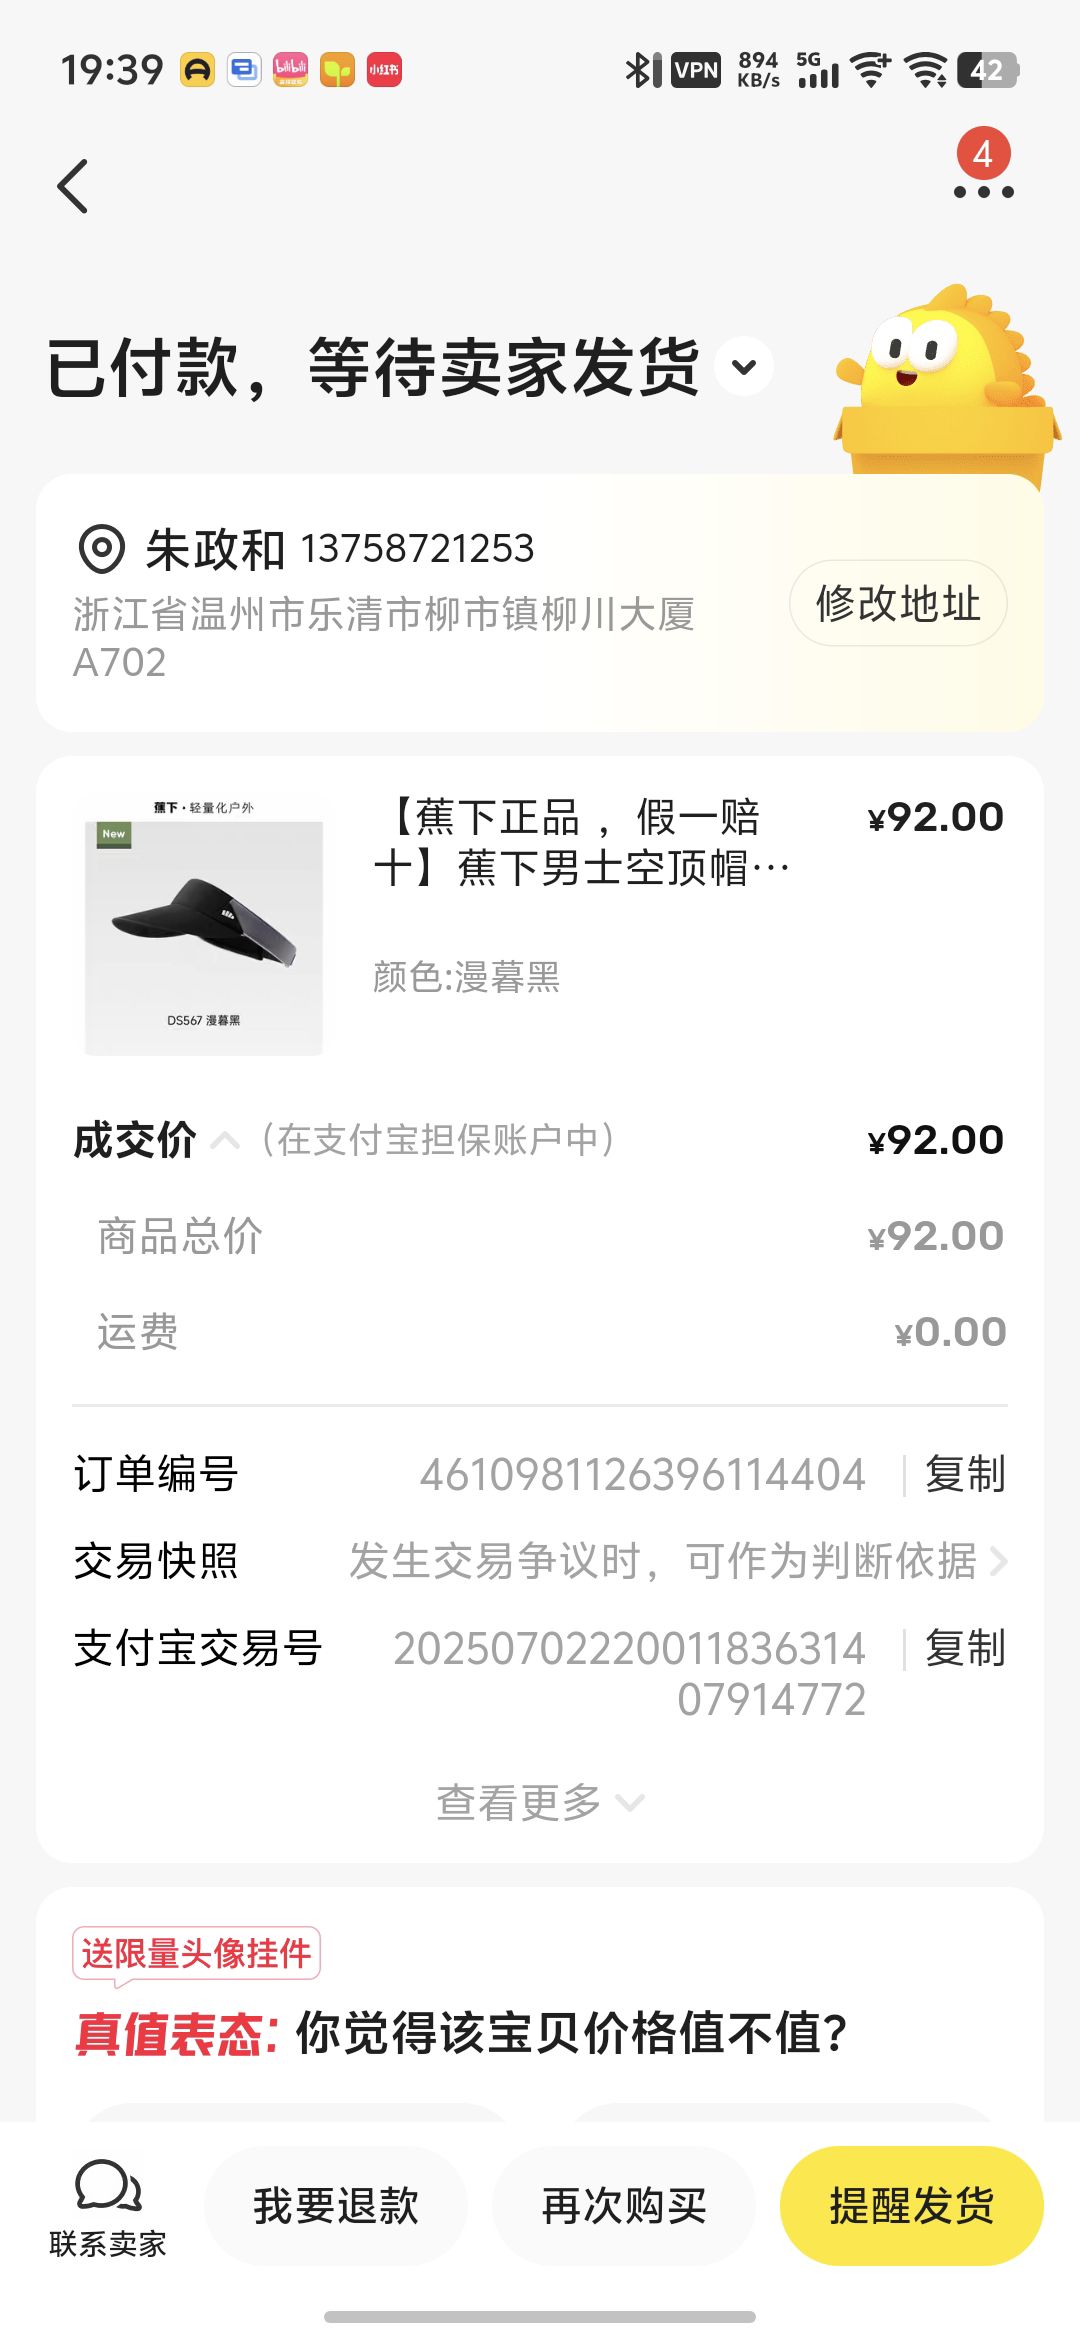 19:39
bilibili
小红书
VPN
894
KB/s
5G
42
4
已付款，等待卖家发货
朱政和 13758721253
浙江省温州市乐清市柳市镇柳川大厦
A702
修改地址
蕉下·轻量化户外
New
DS567 漫暮黑
【蕉下正品 ，假一赔
十】蕉下男士空顶帽…
¥92.00
颜色:漫暮黑
成交价 （在支付宝担保账户中） ¥92.00
商品总价 ¥92.00
运费 ¥0.00
订单编号 4610981126396114404 复制
交易快照 发生交易争议时，可作为判断依据
支付宝交易号 20250702220011836314 复制
07914772
查看更多
送限量头像挂件
真值表态: 你觉得该宝贝价格值不值?
联系卖家
我要退款
再次购买
提醒发货